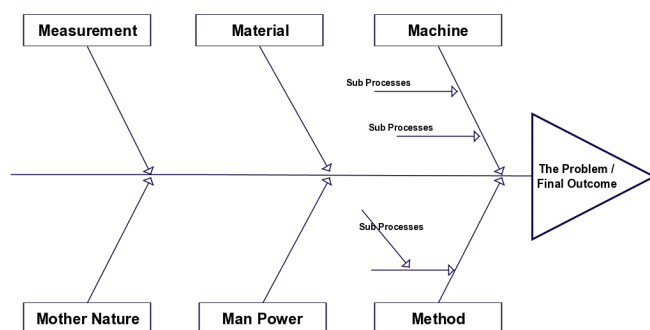 Measurement
Material
Machine
Sub Processes
Sub Processes
The Problem /
Final Outcome
Sub Processes
Mother Nature
Man Power
Method